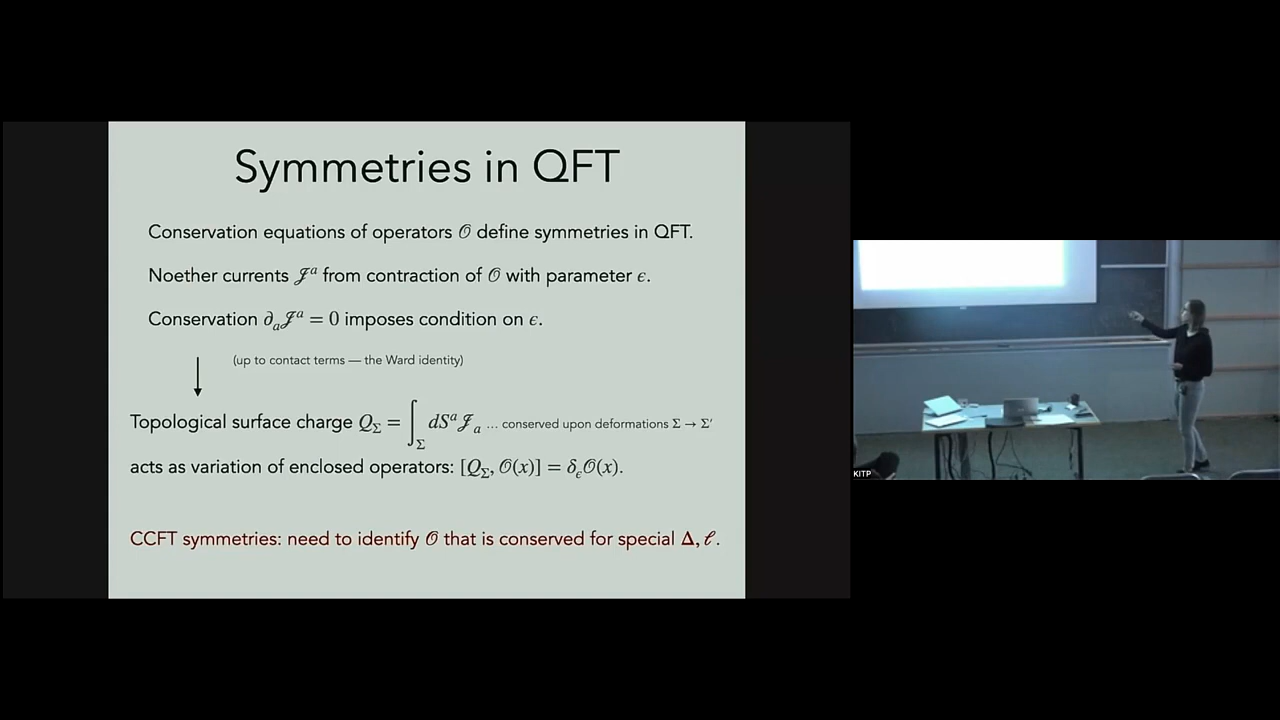 Symmetries in QFT
Conservation equations of operators 𝒪 define symmetries in QFT.
Noether currents 𝒥ᵃ from contraction of 𝒪 with parameter ϵ.
Conservation ∂ₐ𝒥ᵃ = 0 imposes condition on ϵ.
(up to contact terms — the Ward identity)
Topological surface charge Q_Σ = ∫_Σ dSᵃ𝒥ₐ … conserved upon deformations Σ → Σ′
acts as variation of enclosed operators: [Q_Σ, 𝒪(x)] = δ_ϵ𝒪(x).
CCFT symmetries: need to identify 𝒪 that is conserved for special Δ, ℓ.
KITP